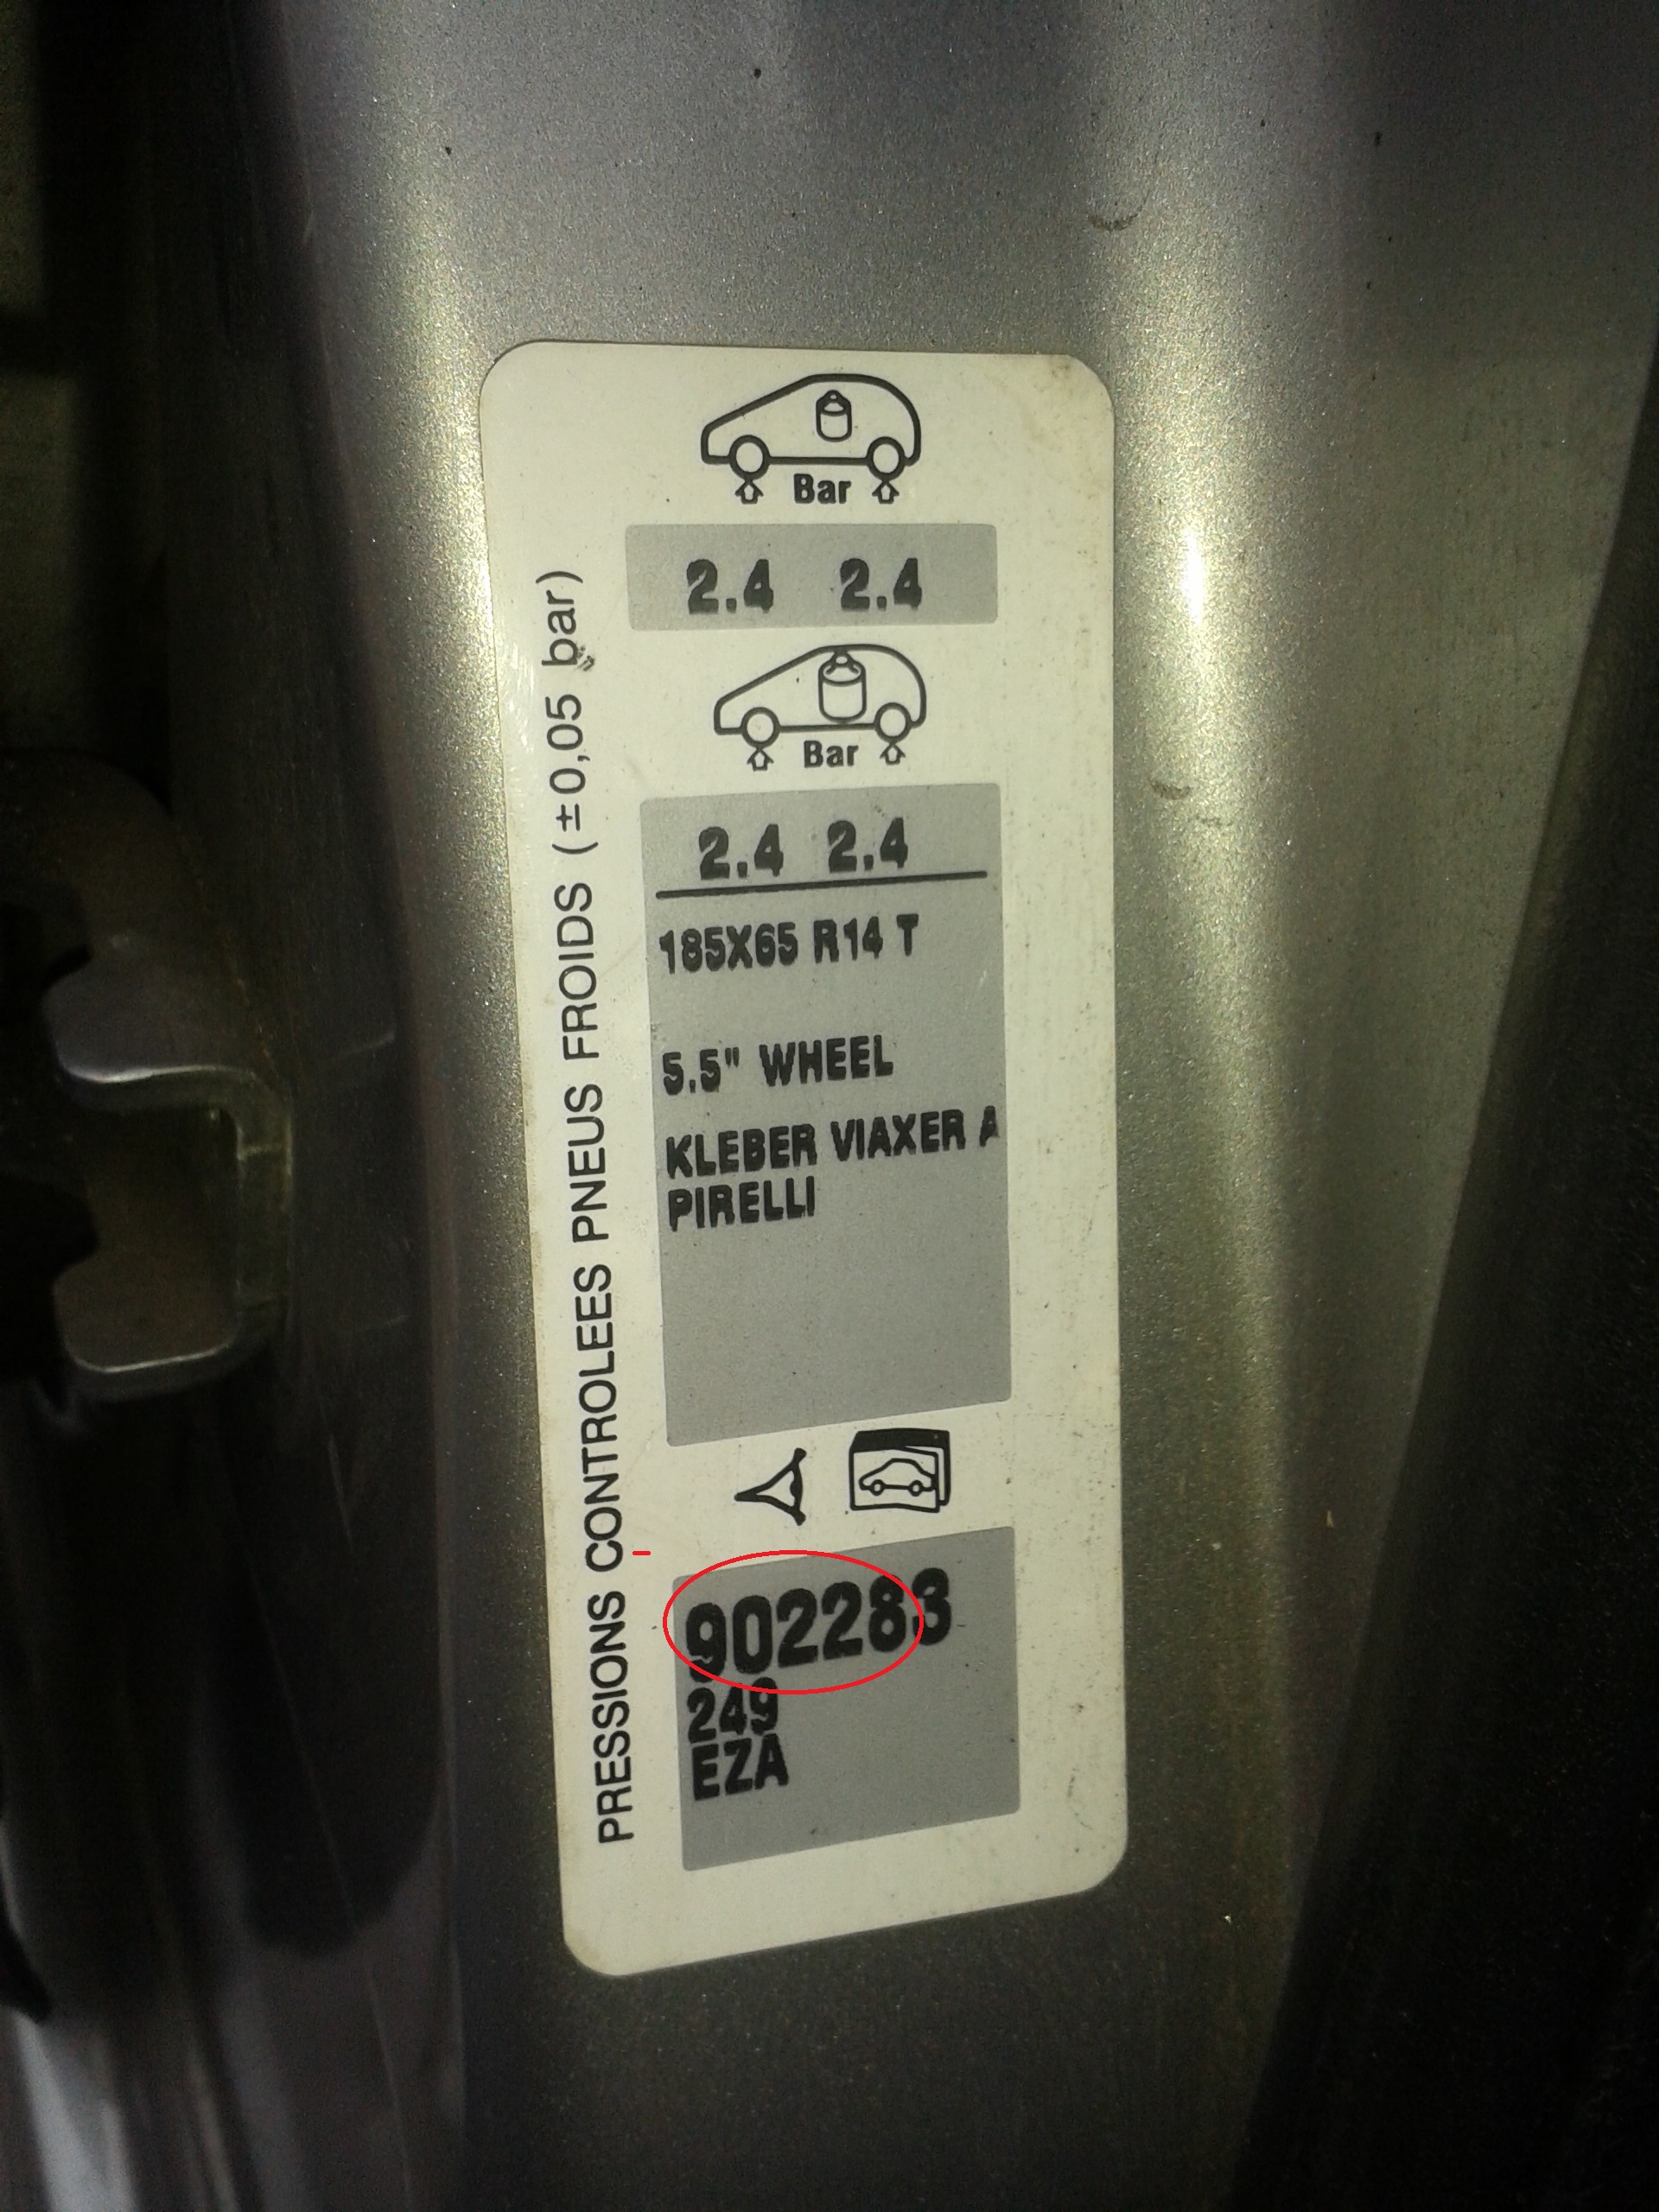 Bar
2.4 2.4
Bar
2.4 2.4
185X65 R14 T
5.5" WHEEL
KLEBER VIAXER A
PIRELLI
902283
249
EZA
PRESSIONS CONTROLEES PNEUS FROIDS (±0,05 bar)